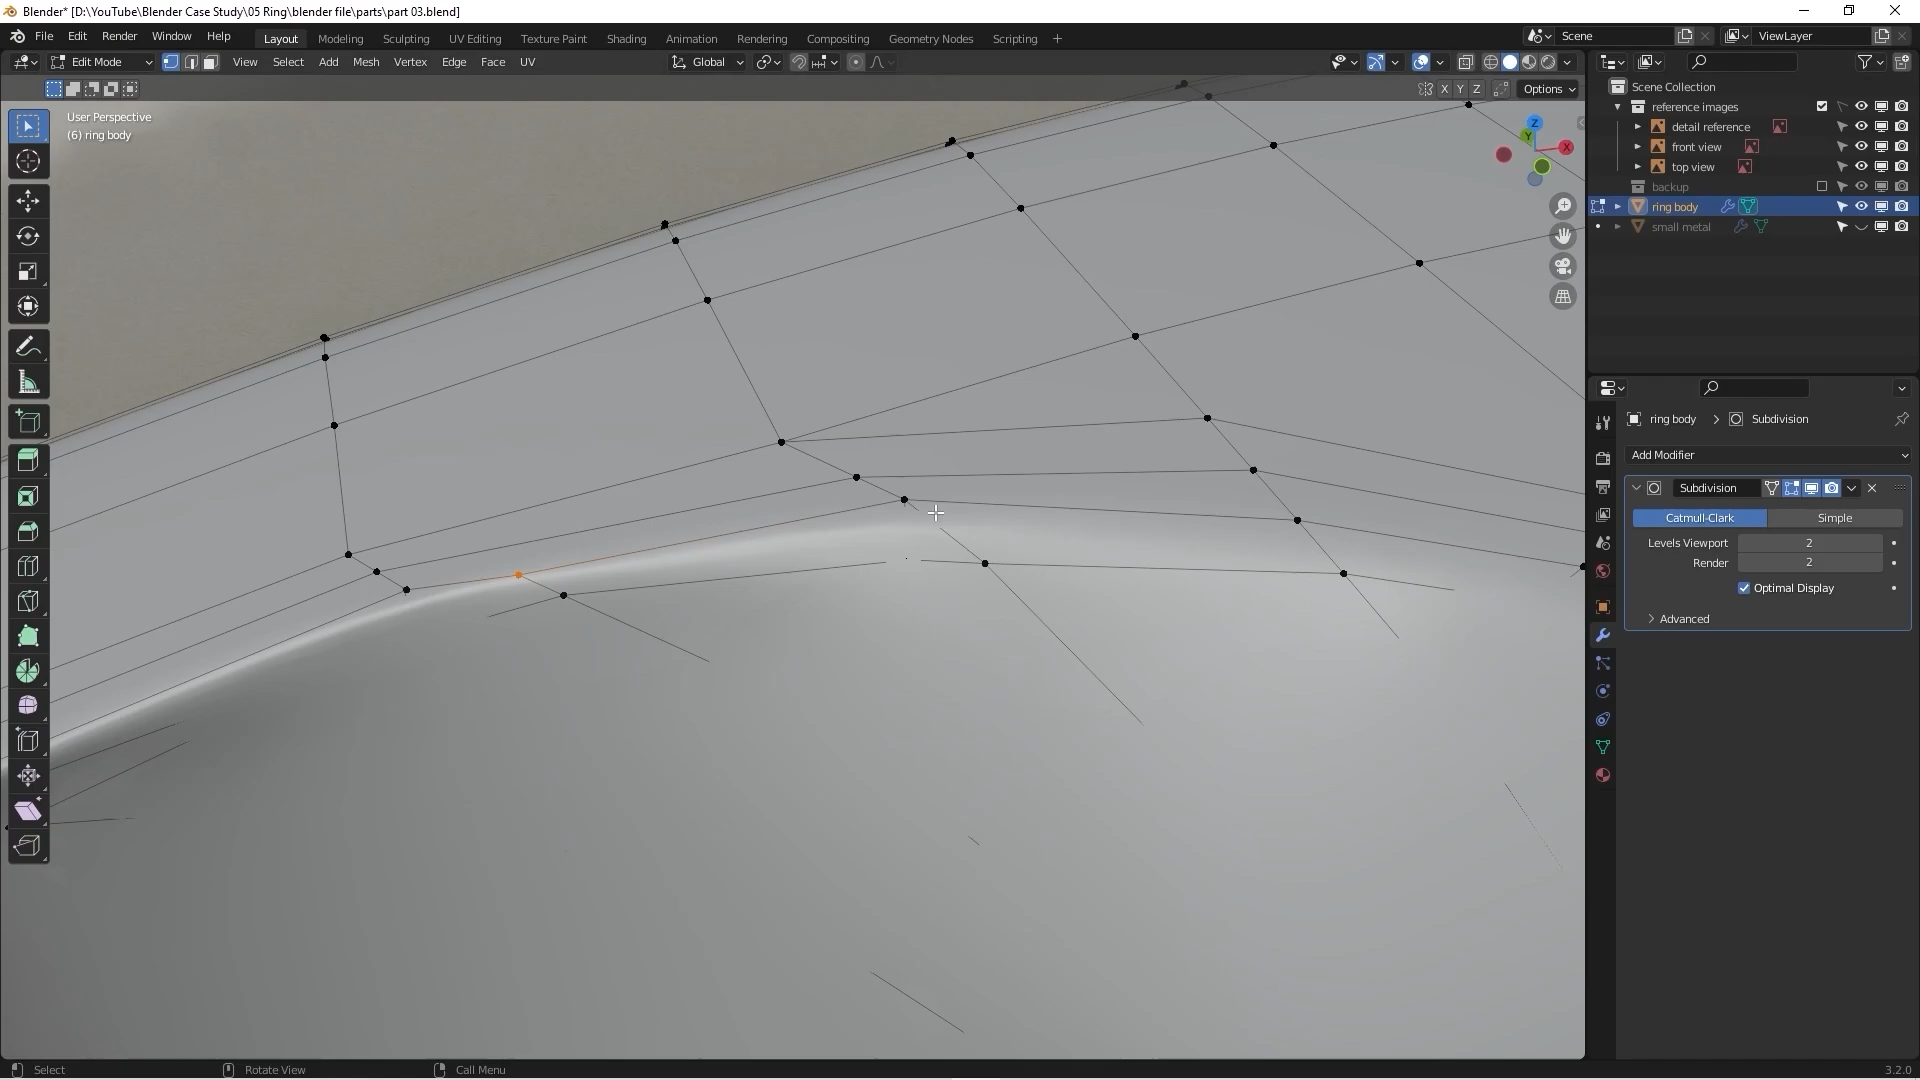 Blender* [D:\YouTube\Blender Case Study\05 Ring\blender file\parts\part 03.blend]
File Edit Render Window Help
Layout Modeling Sculpting UV Editing Texture Paint Shading Animation Rendering Compositing Geometry Nodes Scripting +
Scene
ViewLayer
Edit Mode
View Select Add Mesh Vertex Edge Face UV
Global
X Y Z Options
User Perspective
(6) ring body
Z
Y
X
Scene Collection
reference images
detail reference
front view
top view
backup
ring body
small metal
ring body > Subdivision
Add Modifier
Subdivision
Catmull-Clark Simple
Levels Viewport 2
Render 2
Optimal Display
Advanced
Select Rotate View Call Menu
3.2.0